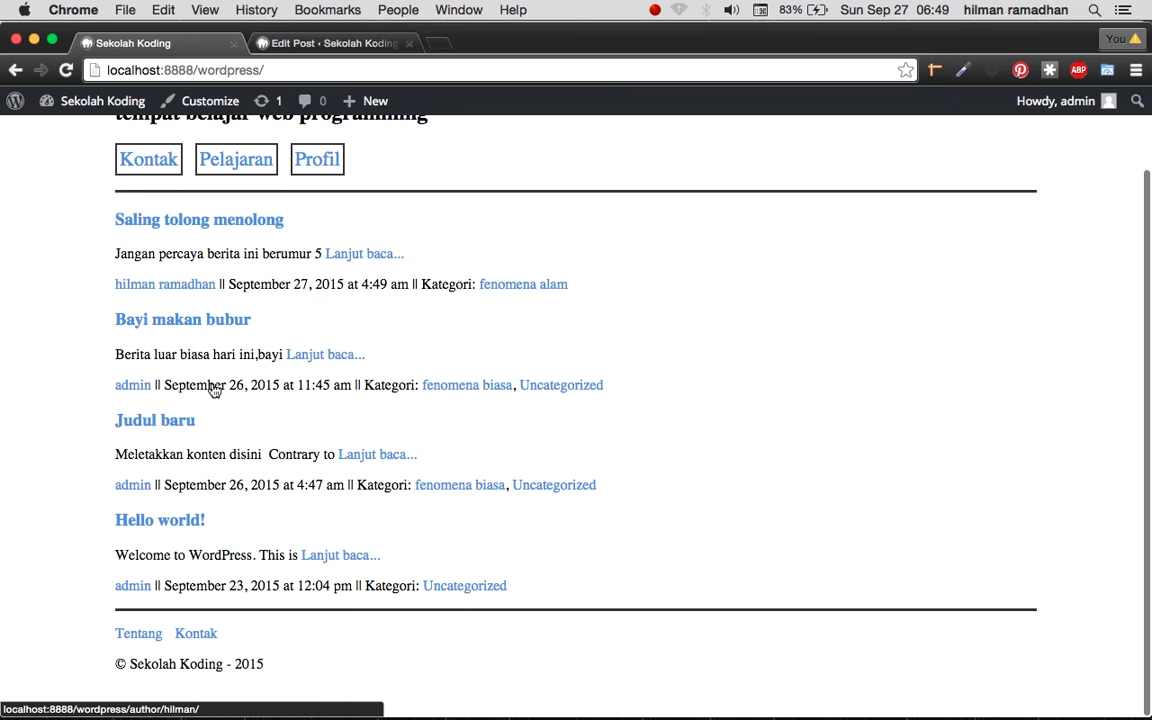 Chrome File Edit View History Bookmarks People Window Help 83% Sun Sep 27 06:49 hilman ramadhan
Sekolah Koding Edit Post ‹ Sekolah Koding You
localhost:8888/wordpress/ ABP
Sekolah Koding Customize 1 0 New Howdy, admin
tempat belajar web programming
Kontak Pelajaran Profil
Saling tolong menolong
Jangan percaya berita ini berumur 5 Lanjut baca...
hilman ramadhan || September 27, 2015 at 4:49 am || Kategori: fenomena alam
Bayi makan bubur
Berita luar biasa hari ini,bayi Lanjut baca...
admin || September 26, 2015 at 11:45 am || Kategori: fenomena biasa, Uncategorized
Judul baru
Meletakkan konten disini Contrary to Lanjut baca...
admin || September 26, 2015 at 4:47 am || Kategori: fenomena biasa, Uncategorized
Hello world!
Welcome to WordPress. This is Lanjut baca...
admin || September 23, 2015 at 12:04 pm || Kategori: Uncategorized
Tentang Kontak
© Sekolah Koding - 2015
localhost:8888/wordpress/author/hilman/